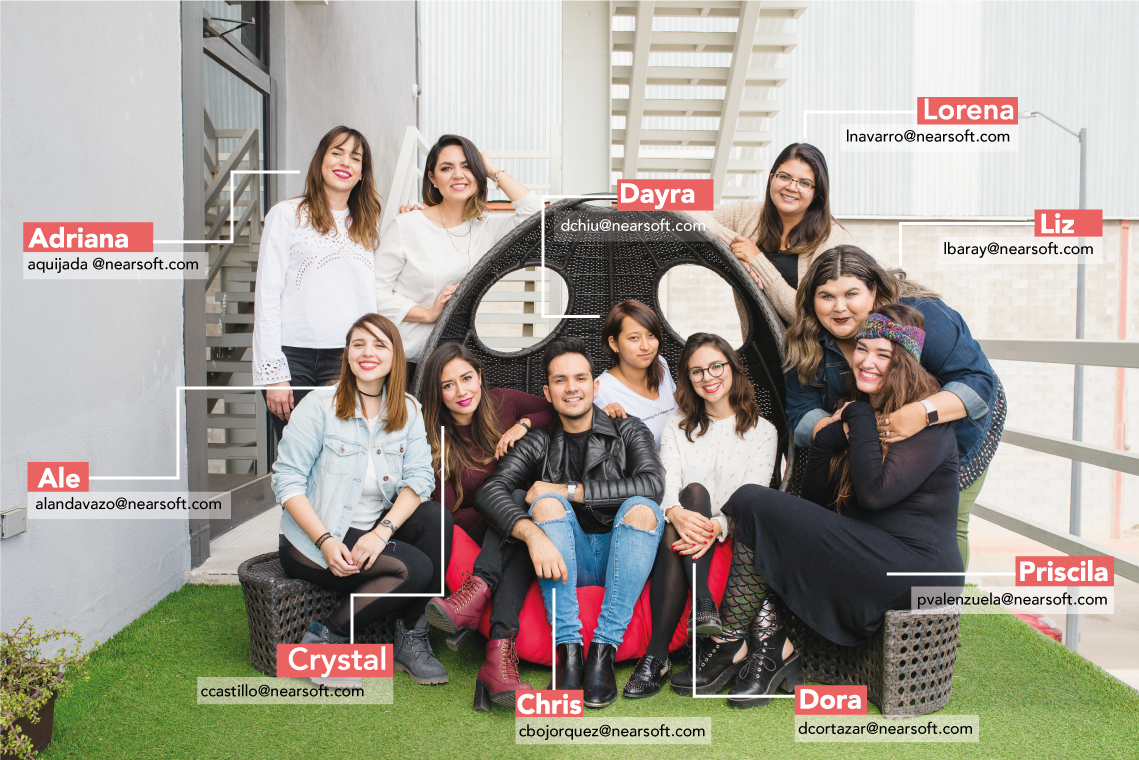 Lorena
lnavarro@nearsoft.com
Dayra
dchiu@nearsoft.com
Liz
lbaray@nearsoft.com
Adriana
aquijada @nearsoft.com
Ale
alandavazo@nearsoft.com
Priscila
pvalenzuela@nearsoft.com
Crystal
ccastillo@nearsoft.com
Chris
cbojorquez@nearsoft.com
Dora
dcortazar@nearsoft.com